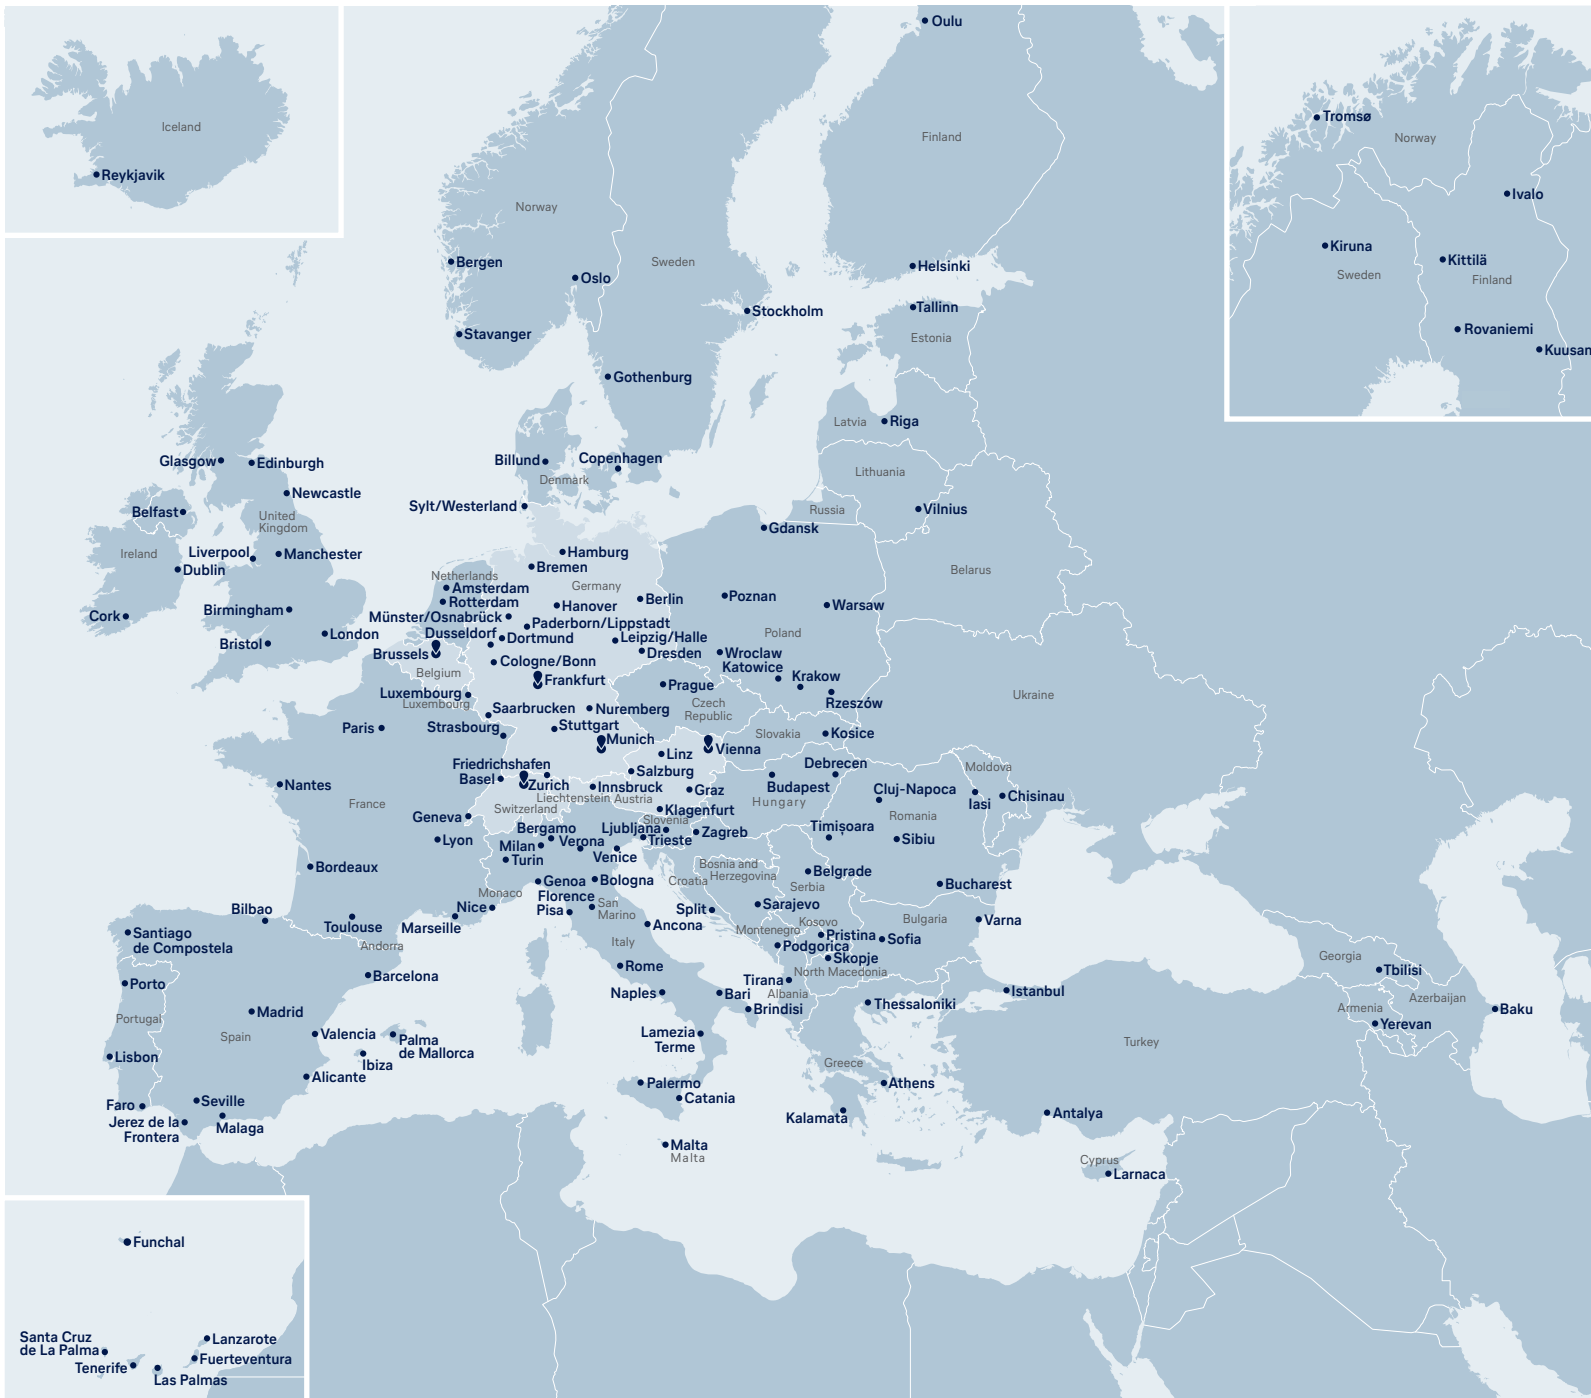 Oulu
Iceland
Reykjavik
Tromsø
Norway
Ivalo
Kiruna
Sweden
Kittilä
Finland
Rovaniemi
Kuusan
Finland
Norway
Sweden
Bergen
Oslo
Helsinki
Stockholm
Tallinn
Estonia
Stavanger
Gothenburg
Latvia
Riga
Glasgow
Edinburgh
Billund
Copenhagen
Denmark
Lithuania
Newcastle
Belfast
United
Kingdom
Sylt/Westerland
Russia
Vilnius
Gdansk
Ireland
Liverpool
Manchester
Dublin
Hamburg
Bremen
Netherlands
Germany
Belarus
Amsterdam
Rotterdam
Hanover
Berlin
Poznan
Warsaw
Cork
Birmingham
Münster/Osnabrück
Paderborn/Lippstadt
London
Bristol
Dusseldorf
Dortmund
Leipzig/Halle
Poland
Brussels
Dresden
Wroclaw
Cologne/Bonn
Katowice
Belgium
Frankfurt
Prague
Krakow
Luxembourg
Luxembourg
Rzeszów
Ukraine
Saarbrucken
Nuremberg
Czech
Republic
Paris
Strasbourg
Stuttgart
Munich
Vienna
Slovakia
Kosice
Linz
Friedrichshafen
Basel
Zurich
Salzburg
Debrecen
Moldova
Nantes
Innsbruck
Graz
Budapest
Cluj-Napoca
Iasi
Chisinau
Liechtenstein
Austria
Hungary
France
Switzerland
Klagenfurt
Romania
Geneva
Slovenia
Bergamo
Ljubljana
Zagreb
Timișoara
Lyon
Milan
Verona
Trieste
Sibiu
Turin
Venice
Bordeaux
Bosnia and
Herzegovina
Belgrade
Genoa
Bologna
Croatia
Serbia
Bucharest
Monaco
Florence
Bilbao
Nice
Pisa
San
Marino
Split
Sarajevo
Toulouse
Marseille
Ancona
Kosovo
Bulgaria
Varna
Santiago
de Compostela
Andorra
Montenegro
Pristina
Sofia
Italy
Podgorica
Skopje
Georgia
Barcelona
Rome
North Macedonia
Tbilisi
Porto
Tirana
Albania
Naples
Bari
Thessaloniki
Istanbul
Azerbaijan
Madrid
Brindisi
Armenia
Baku
Portugal
Yerevan
Spain
Valencia
Palma
de Mallorca
Lamezia
Terme
Turkey
Lisbon
Ibiza
Greece
Alicante
Palermo
Athens
Seville
Catania
Faro
Kalamata
Antalya
Jerez de la
Frontera
Malaga
Malta
Malta
Cyprus
Larnaca
Funchal
Santa Cruz
de La Palma
Lanzarote
Tenerife
Fuerteventura
Las Palmas